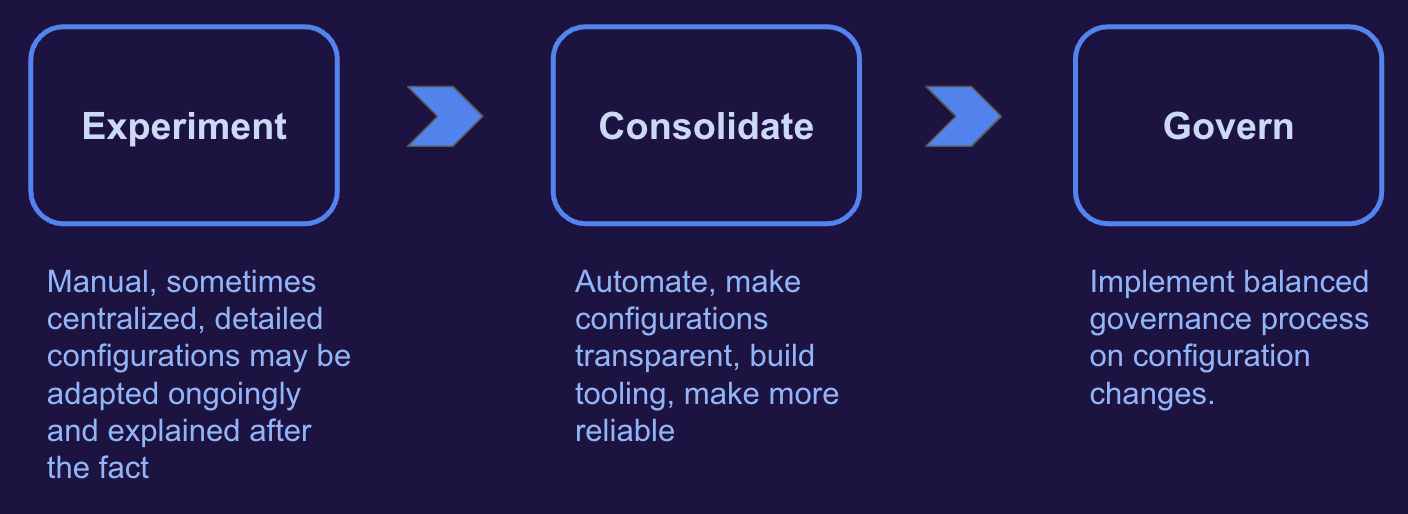 Experiment
Consolidate
Govern
Manual, sometimes
centralized, detailed
configurations may be
adapted ongoingly
and explained after
the fact
Automate, make
configurations
transparent, build
tooling, make more
reliable
Implement balanced
governance process
on configuration
changes.